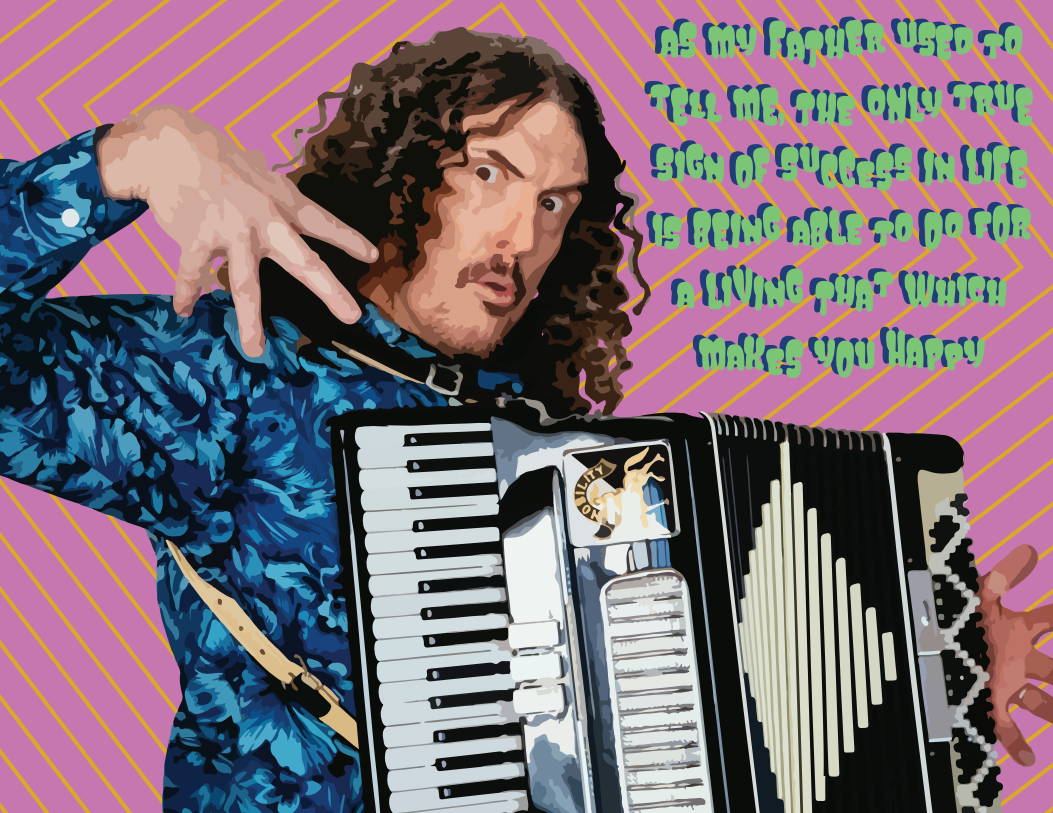 AS MY FATHER USED TO
TELL ME, THE ONLY TRUE
SIGN OF SUCCESS IN LIFE
IS BEING ABLE TO DO FOR
A LIVING THAT WHICH
MAKES YOU HAPPY